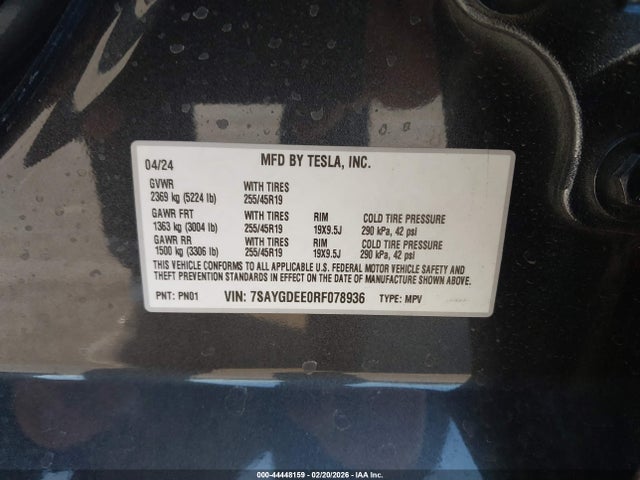 04/24 MFD BY TESLA, INC.
GVWR WITH TIRES
2369 kg (5224 lb) 255/45R19
GAWR FRT WITH TIRES RIM COLD TIRE PRESSURE
1363 kg (3004 lb) 255/45R19 19X9.5J 290 kPa, 42 psi
GAWR RR WITH TIRES RIM COLD TIRE PRESSURE
1500 kg (3306 lb) 255/45R19 19X9.5J 290 kPa, 42 psi
THIS VEHICLE CONFORMS TO ALL APPLICABLE U.S. FEDERAL MOTOR VEHICLE SAFETY AND
THEFT PREVENTION STANDARDS IN EFFECT ON THE DATE OF MANUFACTURE SHOWN ABOVE.
PNT: PN01 VIN: 7SAYGDEE0RF078936 TYPE: MPV
000-44448159 - 02/20/2026 - IAA Inc.